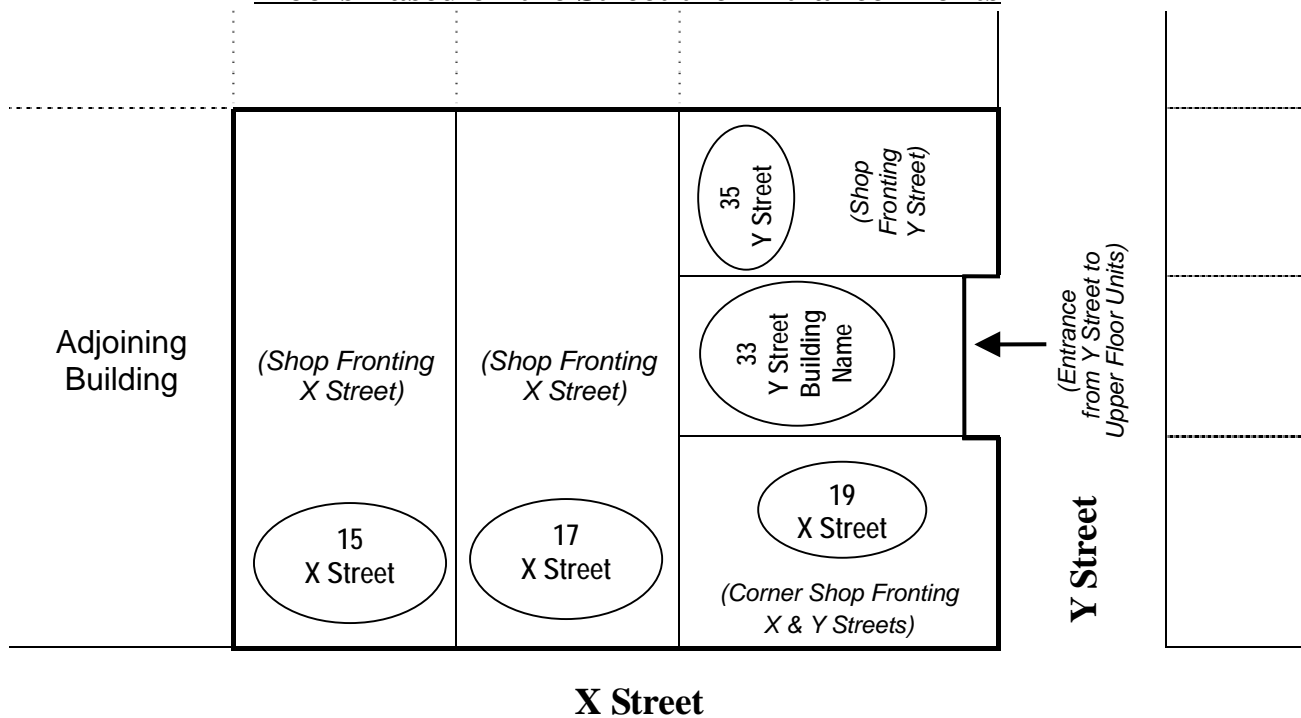 35
Y Street
(Shop
Fronting
Y Street)
Adjoining
Building
(Shop Fronting
X Street)
(Shop Fronting
X Street)
33
Y Street
Building
Name
(Entrance
from Y Street to
Upper Floor Units)
15
X Street
17
X Street
19
X Street
(Corner Shop Fronting
X & Y Streets)
Y Street
X Street